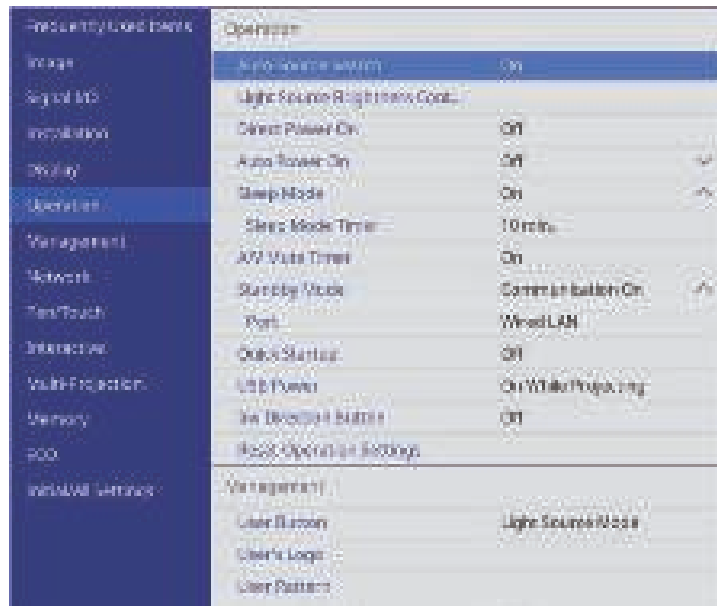 Frequently Used Items
Image
Signal I/O
Installation
Display
Operation
Management
Network
Pen/Touch
Interactive
Multi-Projection
Memory
ECO
Initial/All Settings
Operation
Auto Source Search On
Light Source Brightness Cont...
Direct Power On Off
Auto Power On Off
Sleep Mode On
Sleep Mode Timer 10 min.
A/V Mute Timer On
Standby Mode Communication On
Port Wired LAN
Quick Startup Off
USB Power On While Projecting
Direction Button Off
Reset Operation Settings
Management
User Button Light Source Mode
User's Logo
User Pattern